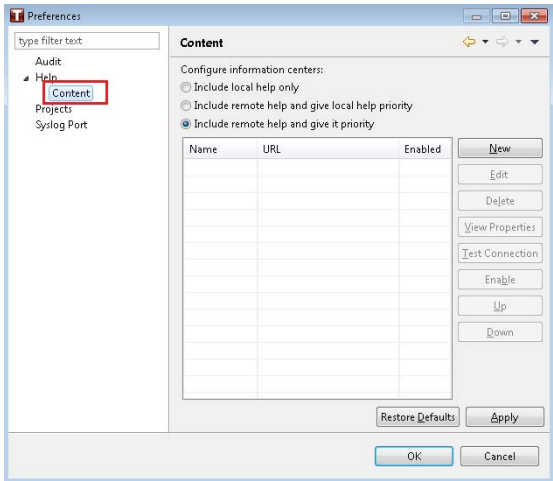 Preferences
type filter text
Audit
Help
Content
Projects
Syslog Port
Content
Configure information centers:
Include local help only
Include remote help and give local help priority
Include remote help and give it priority
Name URL Enabled
New
Edit
Delete
View Properties
Test Connection
Enable
Up
Down
Restore Defaults Apply
OK Cancel